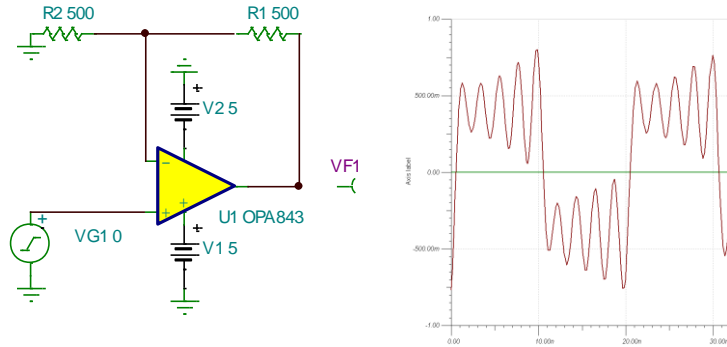 R2 500
R1 500
V2 5
VF1
U1 OPA843
VG1 0
V1 5
1.00
500.00m
Axis label
0.00
-500.00m
-1.00
0.00
10.00n
20.00n
30.00n